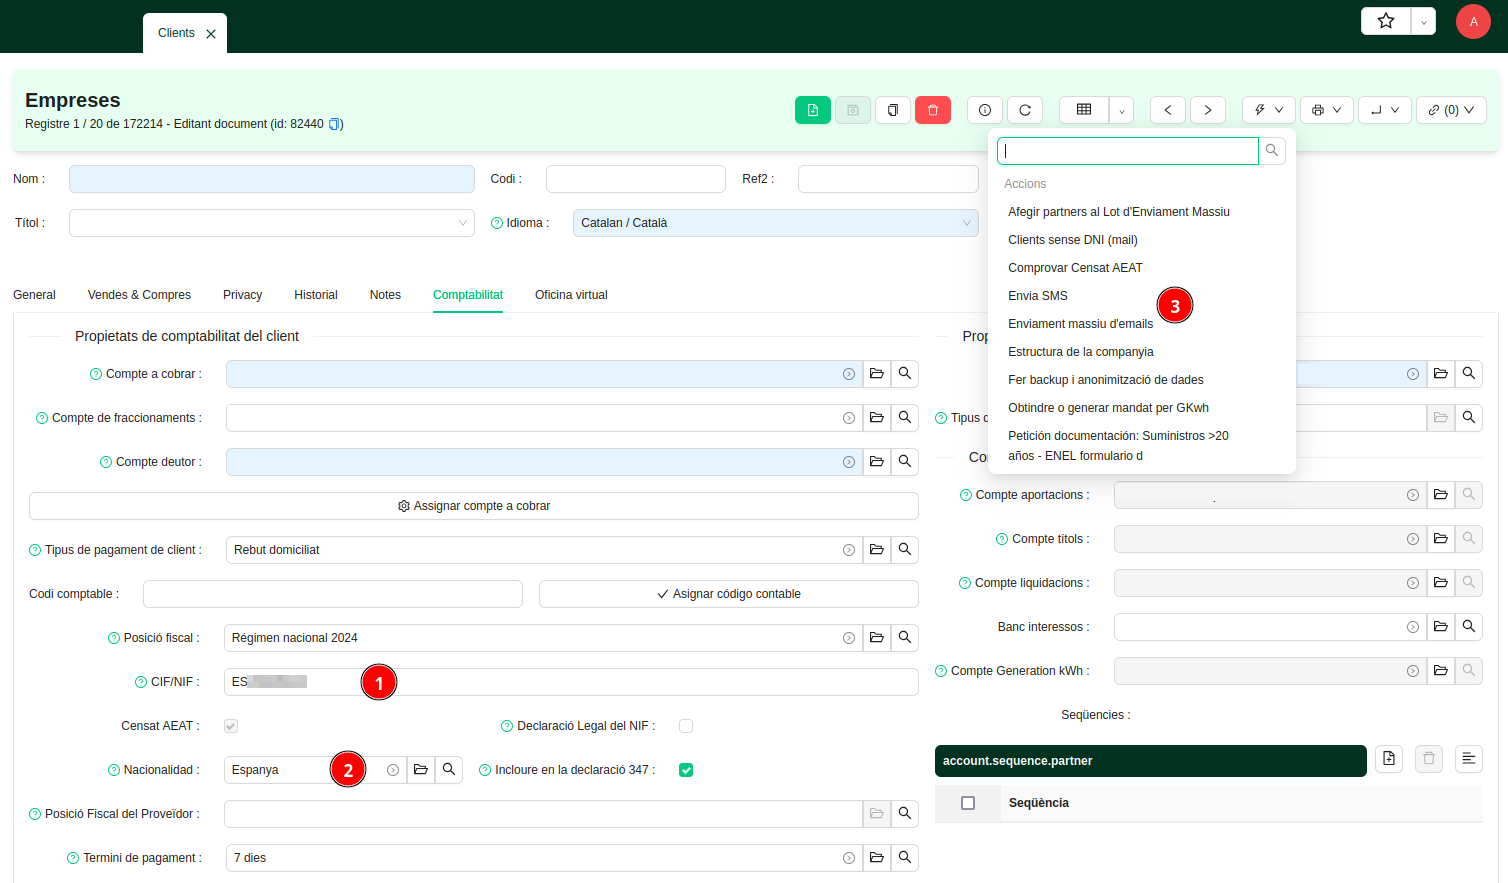 Clients
A
Empreses
Registre 1 / 20 de 172214 - Editant document (id: 82440 )
(0)
Nom :
Codi :
Ref2 :
Títol :
Idioma :
Catalan / Català
Accions
Afegir partners al Lot d'Enviament Massiu
Clients sense DNI (mail)
Comprovar Censat AEAT
Envia SMS
3
Enviament massiu d'emails
Estructura de la companyia
Fer backup i anonimització de dades
Obtindre o generar mandat per GKwh
Petición documentación: Suministros >20
años - ENEL formulario d
General
Vendes & Compres
Privacy
Historial
Notes
Comptabilitat
Oficina virtual
Propietats de comptabilitat del client
Compte a cobrar :
Compte de fraccionaments :
Compte deutor :
Assignar compte a cobrar
Tipus de pagament de client :
Rebut domiciliat
Codi comptable :
Asignar código contable
Posició fiscal :
Régimen nacional 2024
CIF/NIF :
ES
1
Censat AEAT :
Declaració Legal del NIF :
Nacionalidad :
Espanya
2
Incloure en la declaració 347 :
Posició Fiscal del Proveïdor :
Termini de pagament :
7 dies
Tipus
Compte aportacions :
.
Compte títols :
Compte liquidacions :
Banc interessos :
Compte Generation kWh :
Seqüencies :
account.sequence.partner
Seqüència